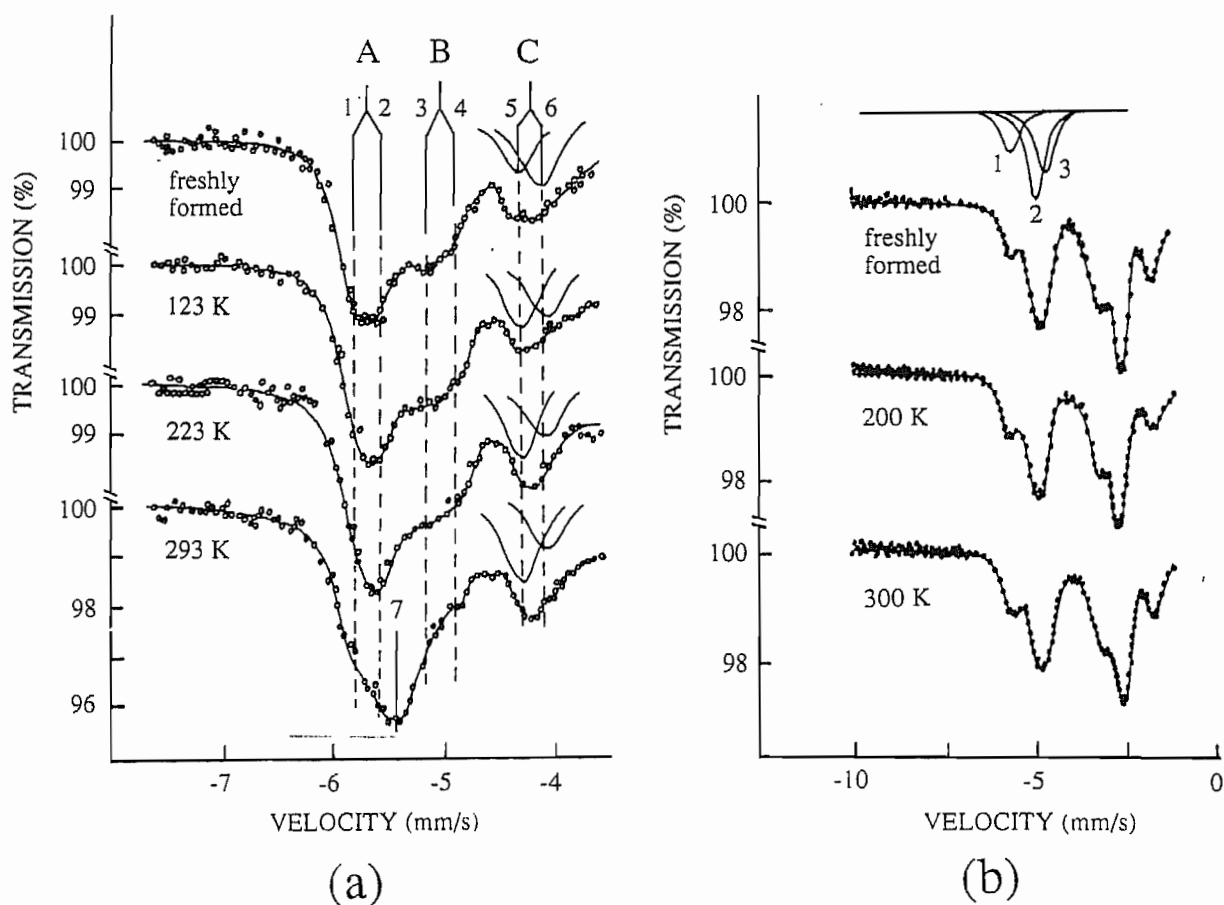 A B C
1 2 3 4 5 6
100
99
freshly
formed
100
99
123 K
100
99
223 K
100
293 K
98
7
96
TRANSMISSION (%)
-7 -6 -5 -4
VELOCITY (mm/s)
(a)
1 3
2
100
freshly
formed
98
100
200 K
98
100
300 K
98
TRANSMISSION (%)
-10 -5 0
VELOCITY (mm/s)
(b)